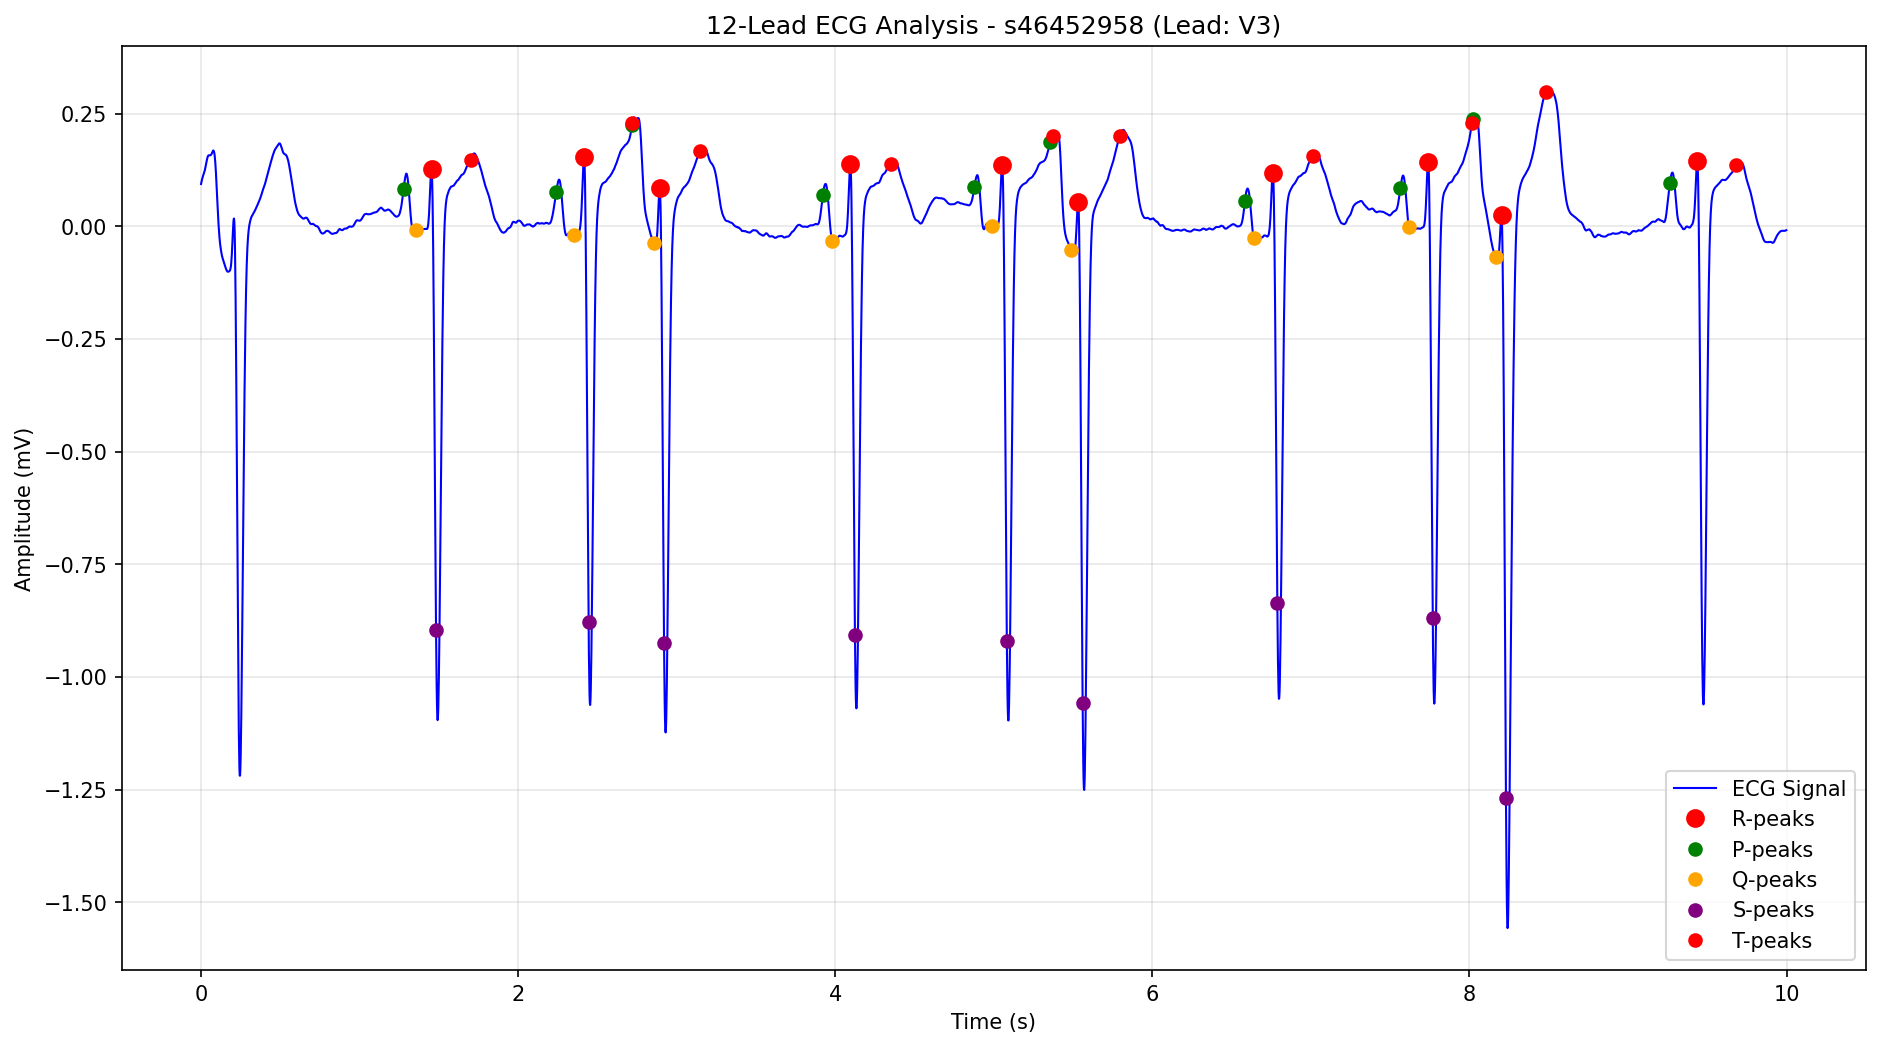 12-Lead ECG Analysis - s46452958 (Lead: V3)
Amplitude (mV)
0.25
0.00
−0.25
−0.50
−0.75
−1.00
−1.25
−1.50
ECG Signal
R-peaks
P-peaks
Q-peaks
S-peaks
T-peaks
0 2 4 6 8 10
Time (s)